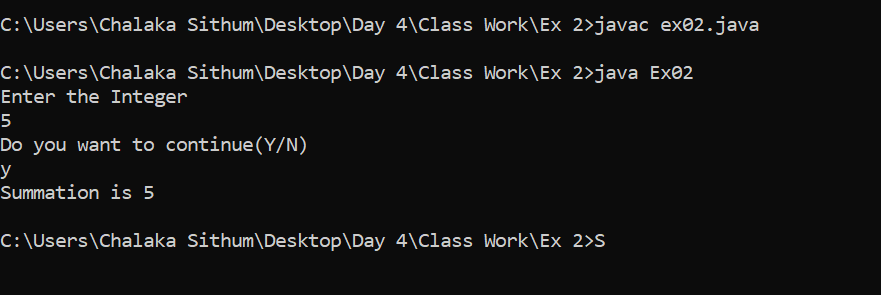 C:\Users\Chalaka Sithum\Desktop\Day 4\Class Work\Ex 2>javac ex02.java
C:\Users\Chalaka Sithum\Desktop\Day 4\Class Work\Ex 2>java Ex02
Enter the Integer
5
Do you want to continue(Y/N)
y
Summation is 5
C:\Users\Chalaka Sithum\Desktop\Day 4\Class Work\Ex 2>S